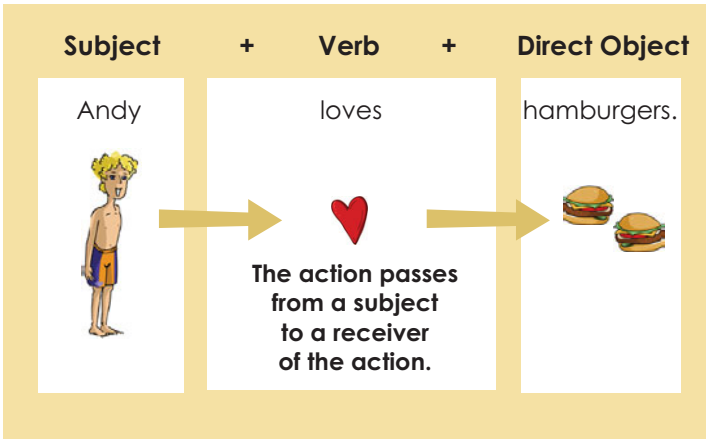 Subject + Verb + Direct Object
Andy loves hamburgers.
The action passes
from a subject
to a receiver
of the action.